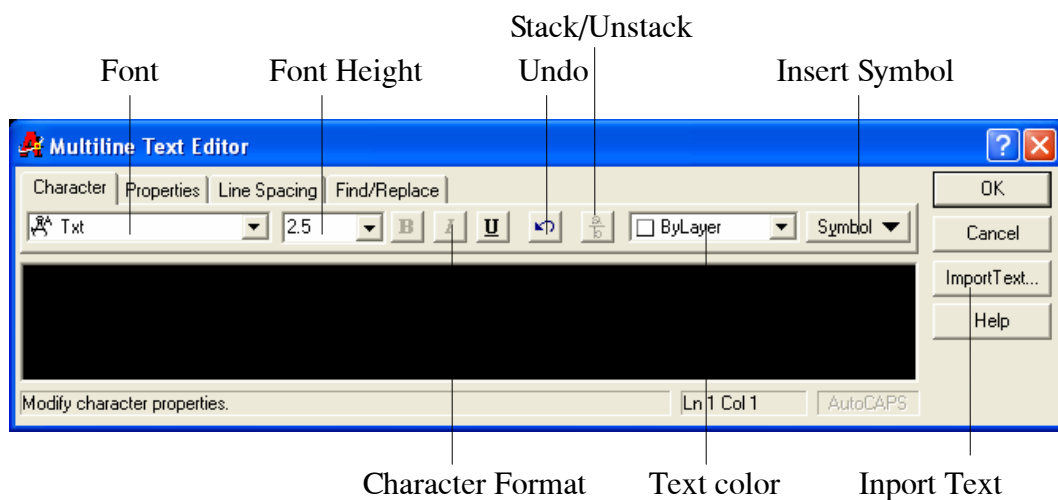 Stack/Unstack
Font Font Height Undo Insert Symbol
Multiline Text Editor
Character Properties Line Spacing Find/Replace OK
Txt 2.5 B I U a/b ByLayer Symbol Cancel
ImportText...
Help
Modify character properties. Ln 1 Col 1 AutoCAPS
Character Format Text color Inport Text